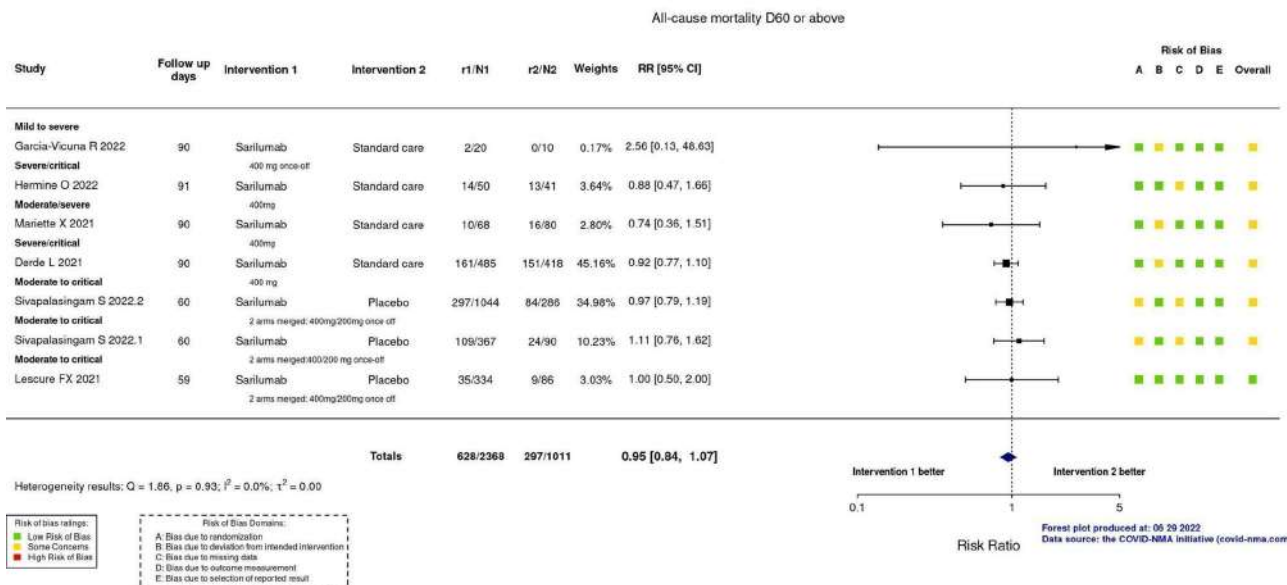 All-cause mortality D60 or above
Risk of Bias
Study Follow up days Intervention 1 Intervention 2 r1/N1 r2/N2 Weights RR [95% CI] A B C D E Overall
Mild to severe
Garcia-Vicuna R 2022 90 Sarilumab Standard care 2/20 0/10 0.17% 2.56 [0.13, 48.63]
Severe/critical 400 mg once-off
Hermine O 2022 91 Sarilumab Standard care 14/50 13/41 3.64% 0.88 [0.47, 1.66]
Moderate/severe 400mg
Mariette X 2021 90 Sarilumab Standard care 10/68 16/80 2.80% 0.74 [0.36, 1.51]
Severe/critical 400mg
Derde L 2021 90 Sarilumab Standard care 161/485 151/418 45.16% 0.92 [0.77, 1.10]
Moderate to critical 400 mg
Sivapalasingam S 2022.2 60 Sarilumab Placebo 297/1044 84/286 34.98% 0.97 [0.79, 1.19]
Moderate to critical 2 arms merged: 400mg/200mg once off
Sivapalasingam S 2022.1 60 Sarilumab Placebo 109/367 24/90 10.23% 1.11 [0.76, 1.62]
Moderate to critical 2 arms merged:400/200 mg once-off
Lescure FX 2021 59 Sarilumab Placebo 35/334 9/86 3.03% 1.00 [0.50, 2.00]
2 arms merged: 400mg/200mg once off
Totals 628/2368 297/1011 0.95 [0.84, 1.07]
Intervention 1 better Intervention 2 better
Heterogeneity results: Q = 1.86, p = 0.93; I² = 0.0%; τ² = 0.00
0.1 1 5
Risk Ratio
Forest plot produced at: 06 29 2022
Data source: the COVID-NMA initiative (covid-nma.com
Risk of bias ratings:
Low Risk of Bias
Some Concerns
High Risk of Bias
Risk of Bias Domains:
A: Bias due to randomization
B: Bias due to deviation from intended intervention
C: Bias due to missing data
D: Bias due to outcome measurement
E: Bias due to selection of reported result